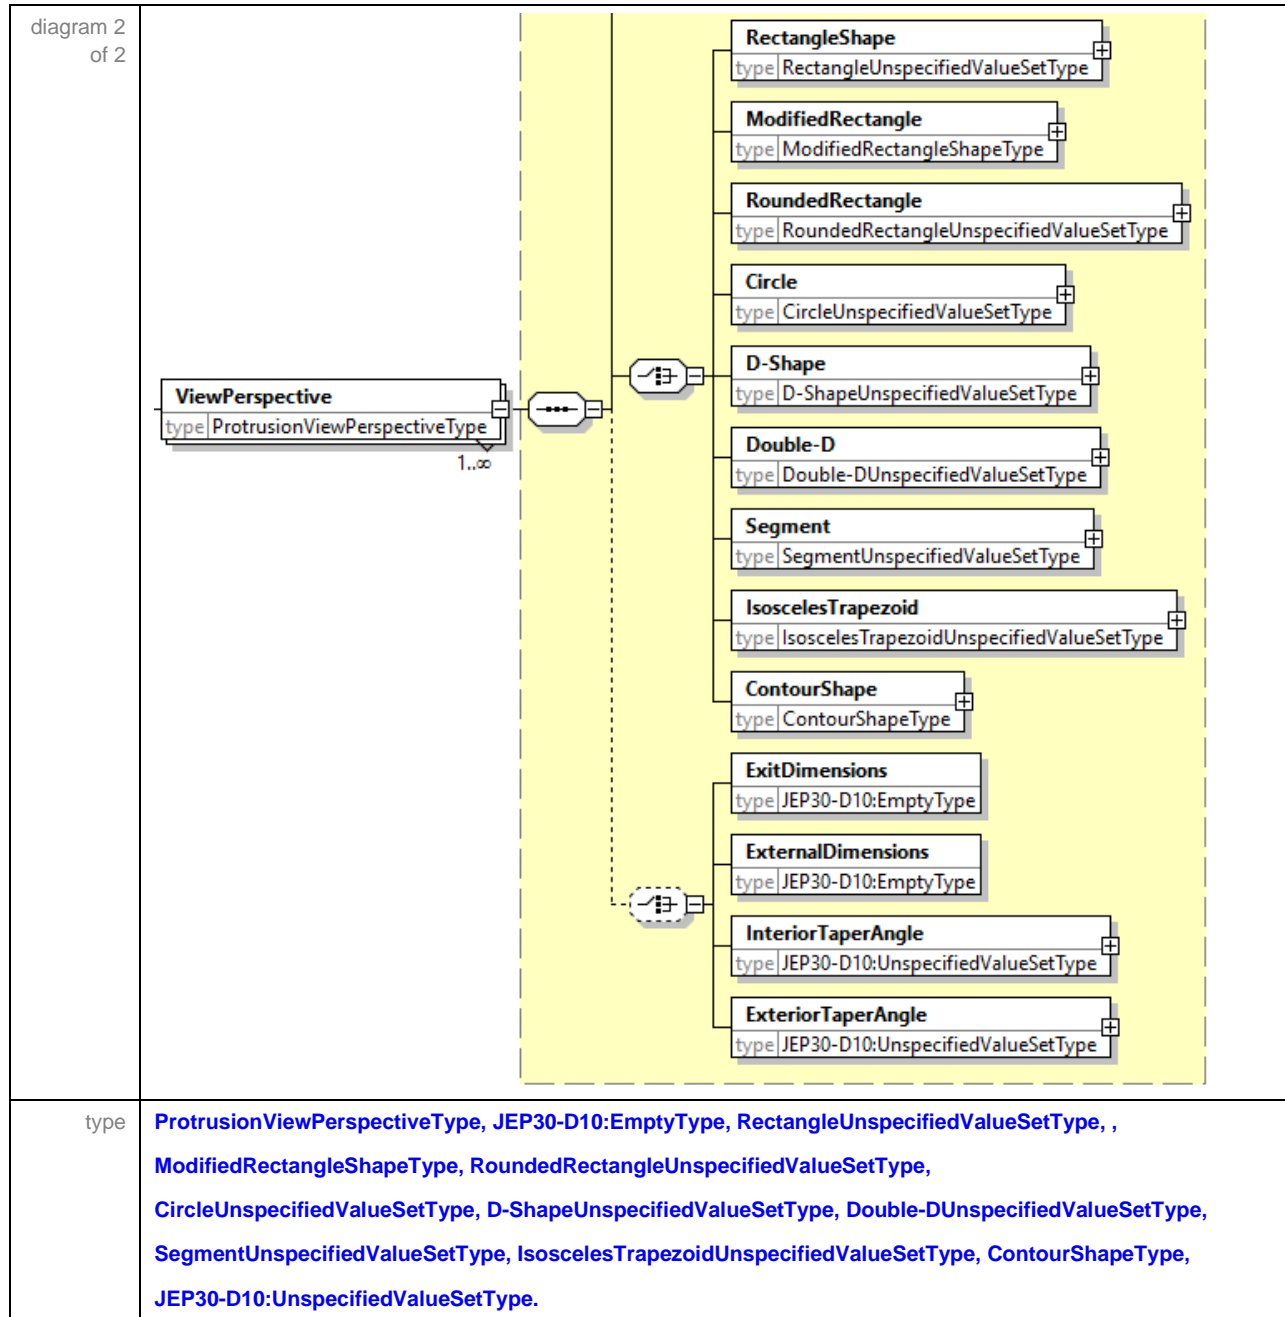 diagram 2
of 2
RectangleShape
type RectangleUnspecifiedValueSetType
ModifiedRectangle
type ModifiedRectangleShapeType
RoundedRectangle
type RoundedRectangleUnspecifiedValueSetType
Circle
type CircleUnspecifiedValueSetType
D-Shape
type D-ShapeUnspecifiedValueSetType
ViewPerspective
type ProtrusionViewPerspectiveType
1..∞
Double-D
type Double-DUnspecifiedValueSetType
Segment
type SegmentUnspecifiedValueSetType
IsoscelesTrapezoid
type IsoscelesTrapezoidUnspecifiedValueSetType
ContourShape
type ContourShapeType
ExitDimensions
type JEP30-D10:EmptyType
ExternalDimensions
type JEP30-D10:EmptyType
InteriorTaperAngle
type JEP30-D10:UnspecifiedValueSetType
ExteriorTaperAngle
type JEP30-D10:UnspecifiedValueSetType
type
ProtrusionViewPerspectiveType, JEP30-D10:EmptyType, RectangleUnspecifiedValueSetType, ,
ModifiedRectangleShapeType, RoundedRectangleUnspecifiedValueSetType,
CircleUnspecifiedValueSetType, D-ShapeUnspecifiedValueSetType, Double-DUnspecifiedValueSetType,
SegmentUnspecifiedValueSetType, IsoscelesTrapezoidUnspecifiedValueSetType, ContourShapeType,
JEP30-D10:UnspecifiedValueSetType.